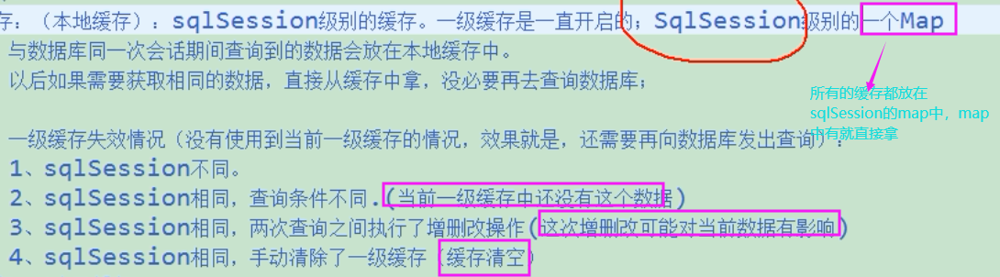 存：（本地缓存）：sqlSession级别的缓存。一级缓存是一直开启的；SqlSession级别的一个Map
与数据库同一次会话期间查询到的数据会放在本地缓存中。
以后如果需要获取相同的数据，直接从缓存中拿，没必要再去查询数据库；
所有的缓存都放在
sqlSession的map中，map
中有就直接拿
一级缓存失效情况（没有使用到当前一级缓存的情况，效果就是，还需要再向数据库发出查询）：
1、sqlSession不同。
2、sqlSession相同，查询条件不同.(当前一级缓存中还没有这个数据)
3、sqlSession相同，两次查询之间执行了增删改操作(这次增删改可能对当前数据有影响)
4、sqlSession相同，手动清除了一级缓存（缓存清空）